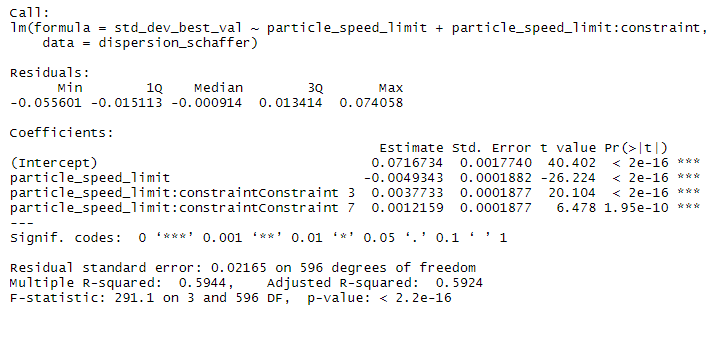 Call:
lm(formula = std_dev_best_val ~ particle_speed_limit + particle_speed_limit:constraint,
    data = dispersion_schaffer)
Residuals:
      Min        1Q    Median        3Q       Max
-0.055601 -0.015113 -0.000914  0.013414  0.074058
Coefficients:
                                        Estimate Std. Error t value Pr(>|t|)
(Intercept)                            0.0716734  0.0017740  40.402  < 2e-16 ***
particle_speed_limit                  -0.0049343  0.0001882 -26.224  < 2e-16 ***
particle_speed_limit:constraintConstraint 3  0.0037733  0.0001877  20.104  < 2e-16 ***
particle_speed_limit:constraintConstraint 7  0.0012159  0.0001877   6.478 1.95e-10 ***
---
Signif. codes:  0 ‘***’ 0.001 ‘**’ 0.01 ‘*’ 0.05 ‘.’ 0.1 ‘ ’ 1
Residual standard error: 0.02165 on 596 degrees of freedom
Multiple R-squared:  0.5944,    Adjusted R-squared:  0.5924
F-statistic: 291.1 on 3 and 596 DF,  p-value: < 2.2e-16